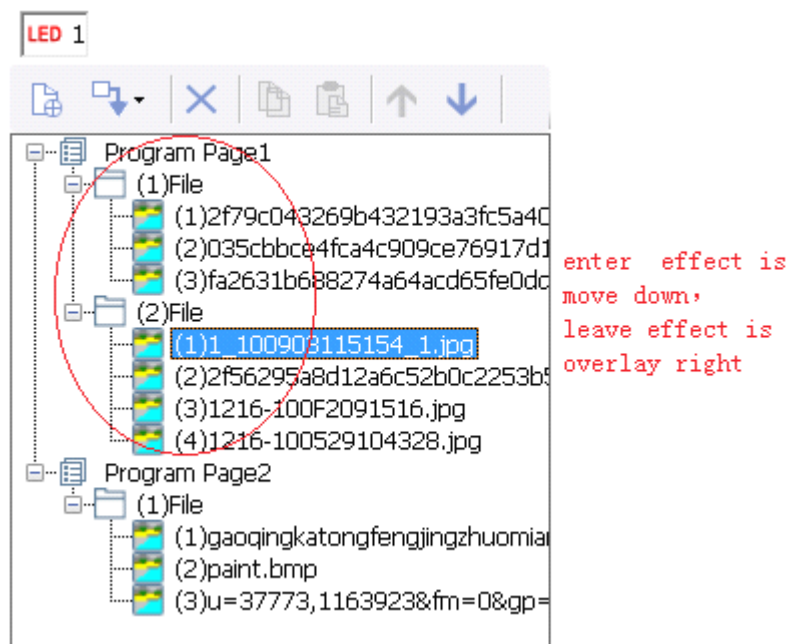 LED 1
Program Page1
(1)File
(1)2f79c043269b432193a3fc5a40
(2)035cbbce4fca4c909ce76917d1
(3)fa2631b688274a64acd65fe0dc
(2)File
(1)1_100903115154_1.jpg
(2)2f56295a8d12a6c52b0c2253b5
(3)1216-100F2091516.jpg
(4)1216-100529104328.jpg
Program Page2
(1)File
(1)gaoqingkatongfengjingzhuomian
(2)paint.bmp
(3)u=37773,1163923&fm=0&gp=
enter effect is
move down,
leave effect is
overlay right